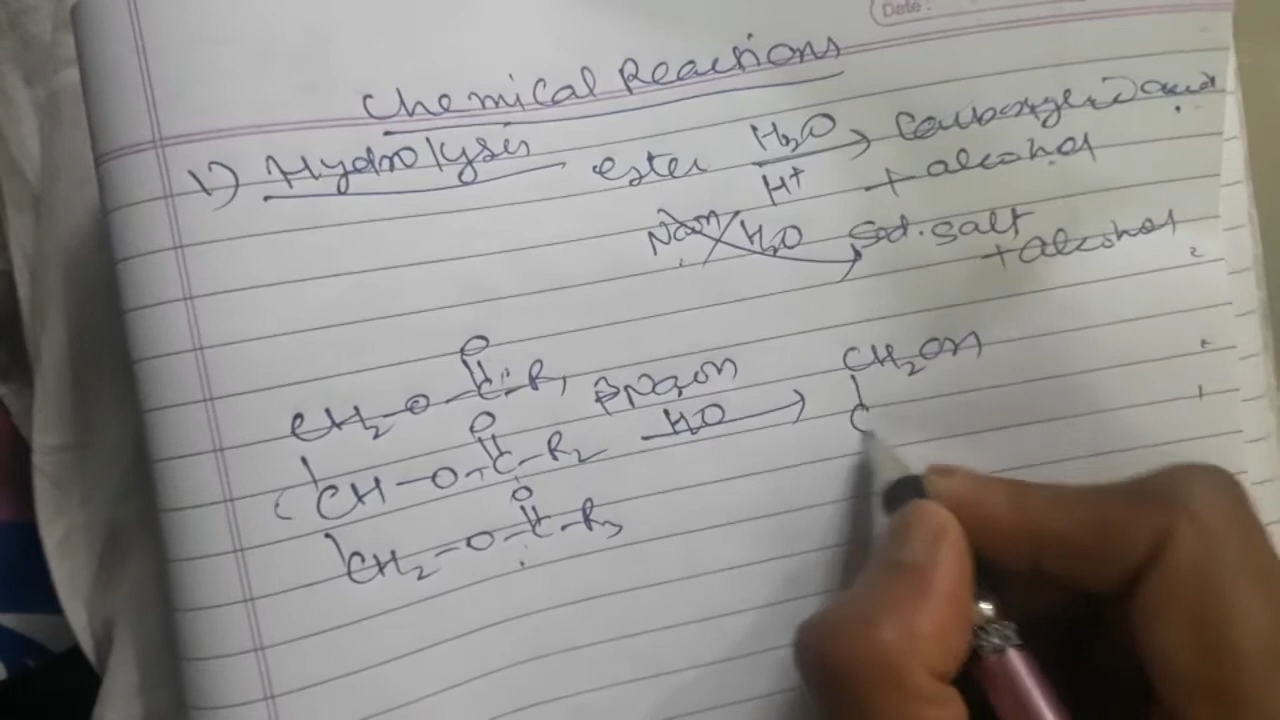 Date:
Chemical Reactions
1) Hydrolysis ester H₂O H⁺ → Carboxylic acid + alcohol
NaOH/H₂O → Sod. salt + alcohol
CH₂-O-C-R₁ O
CH-O-C-R₂ O
CH₂-O-C-R₃ O
3NaOH H₂O →
CH₂OH
C